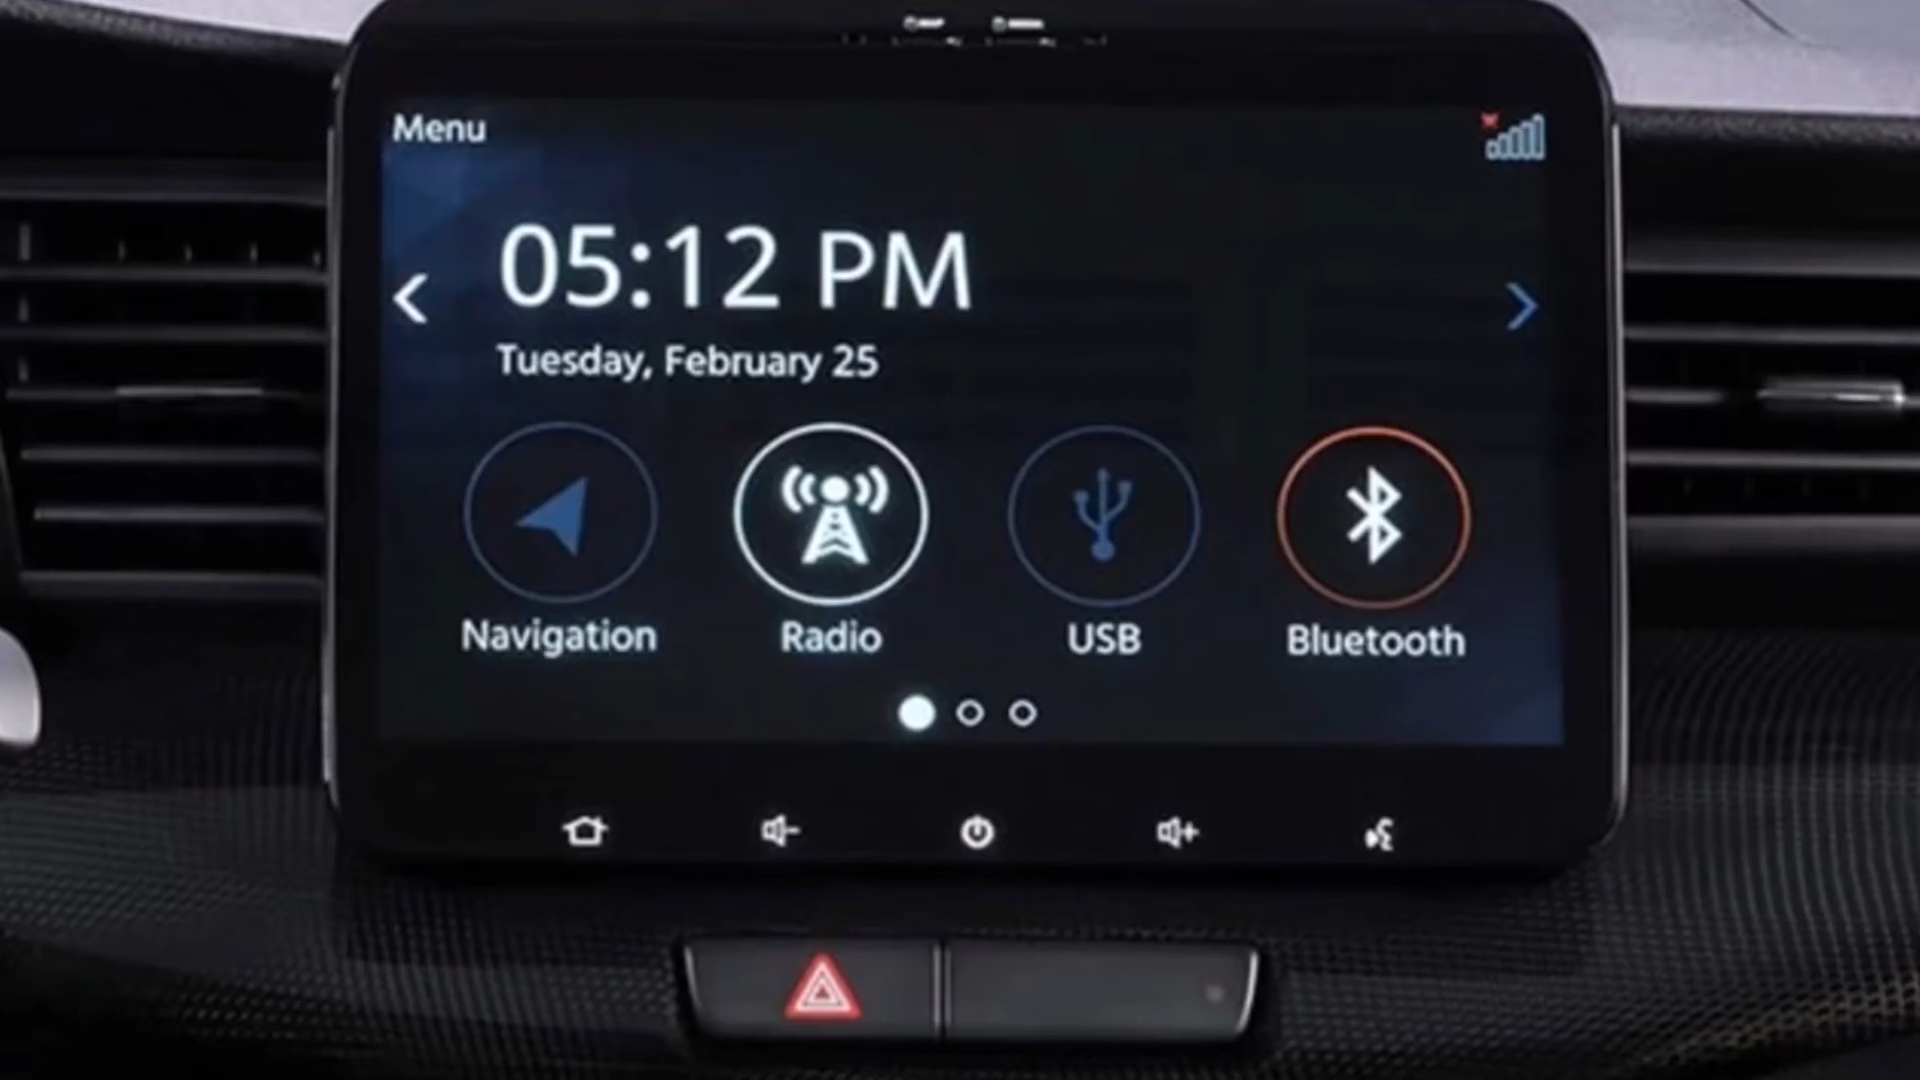 Menu
05:12 PM
Tuesday, February 25
Navigation
Radio
USB
Bluetooth